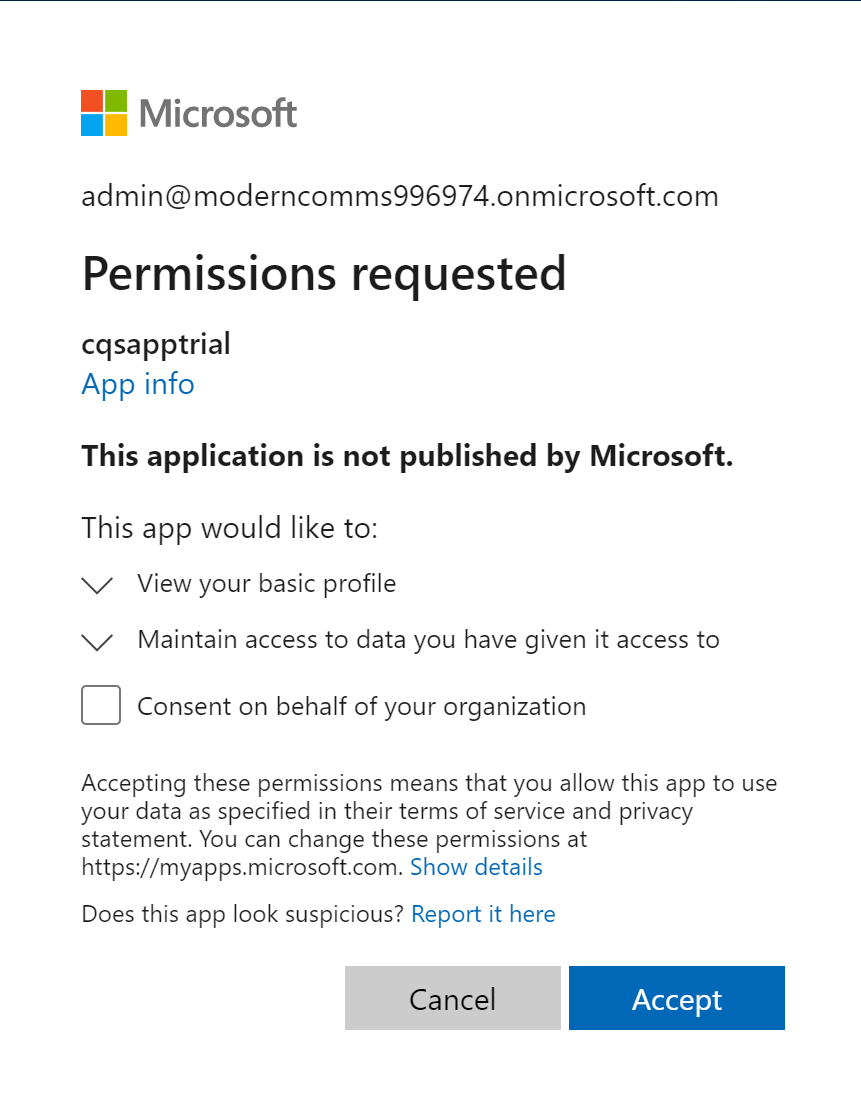 Microsoft
admin@moderncomms996974.onmicrosoft.com
Permissions requested
cqsapptrial
App info
This application is not published by Microsoft.
This app would like to:
View your basic profile
Maintain access to data you have given it access to
Consent on behalf of your organization
Accepting these permissions means that you allow this app to use
your data as specified in their terms of service and privacy
statement. You can change these permissions at
https://myapps.microsoft.com. Show details
Does this app look suspicious? Report it here
Cancel
Accept